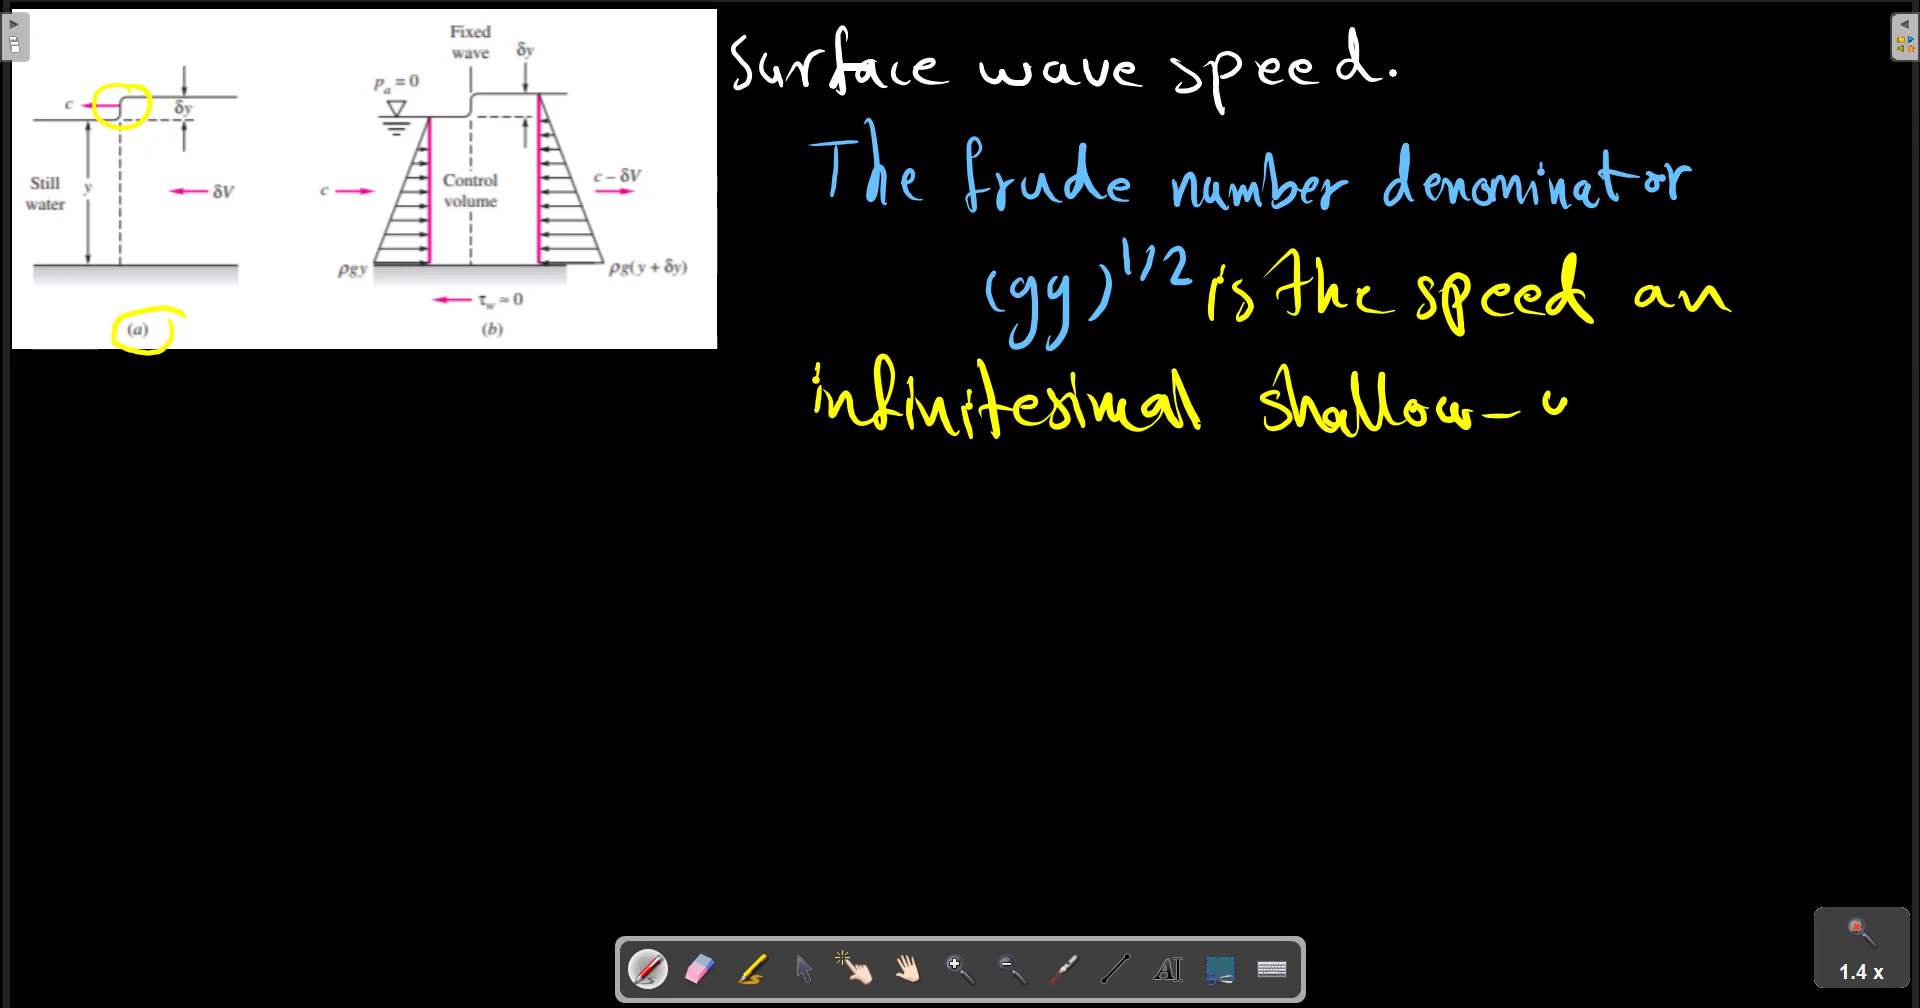 Fixed
wave
δy
c
δy
Still
water
y
δV
(a)
pₐ = 0
c
Control
volume
c − δV
ρgy
ρg(y + δy)
τw ≈ 0
(b)
Surface wave speed.
The frude number denominator
(gy)^1/2 is the speed an
infinitesimal shallow-
1.4 x